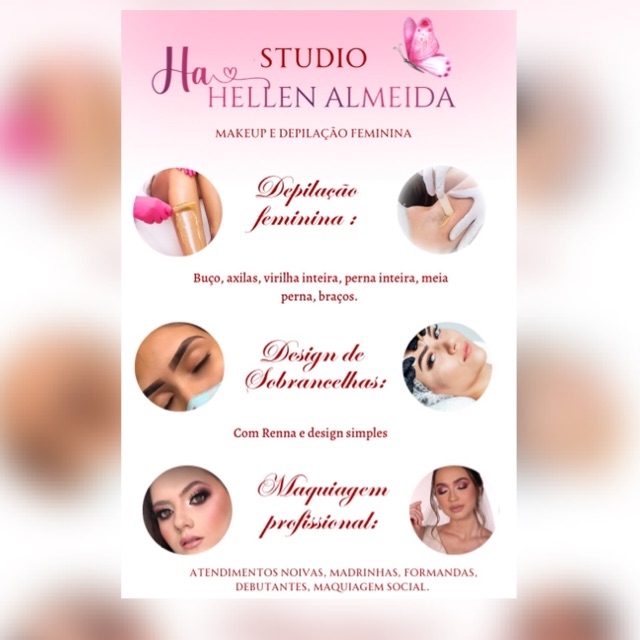 Ha
STUDIO
HELLEN ALMEIDA
MAKEUP E DEPILAÇÃO FEMININA
Depilação
feminina :
Buço, axilas, virilha inteira, perna inteira, meia
perna, braços.
Design de
Sobrancelhas:
Com Renna e design simples
Maquiagem
profissional:
ATENDIMENTOS NOIVAS, MADRINHAS, FORMANDAS,
DEBUTANTES, MAQUIAGEM SOCIAL.